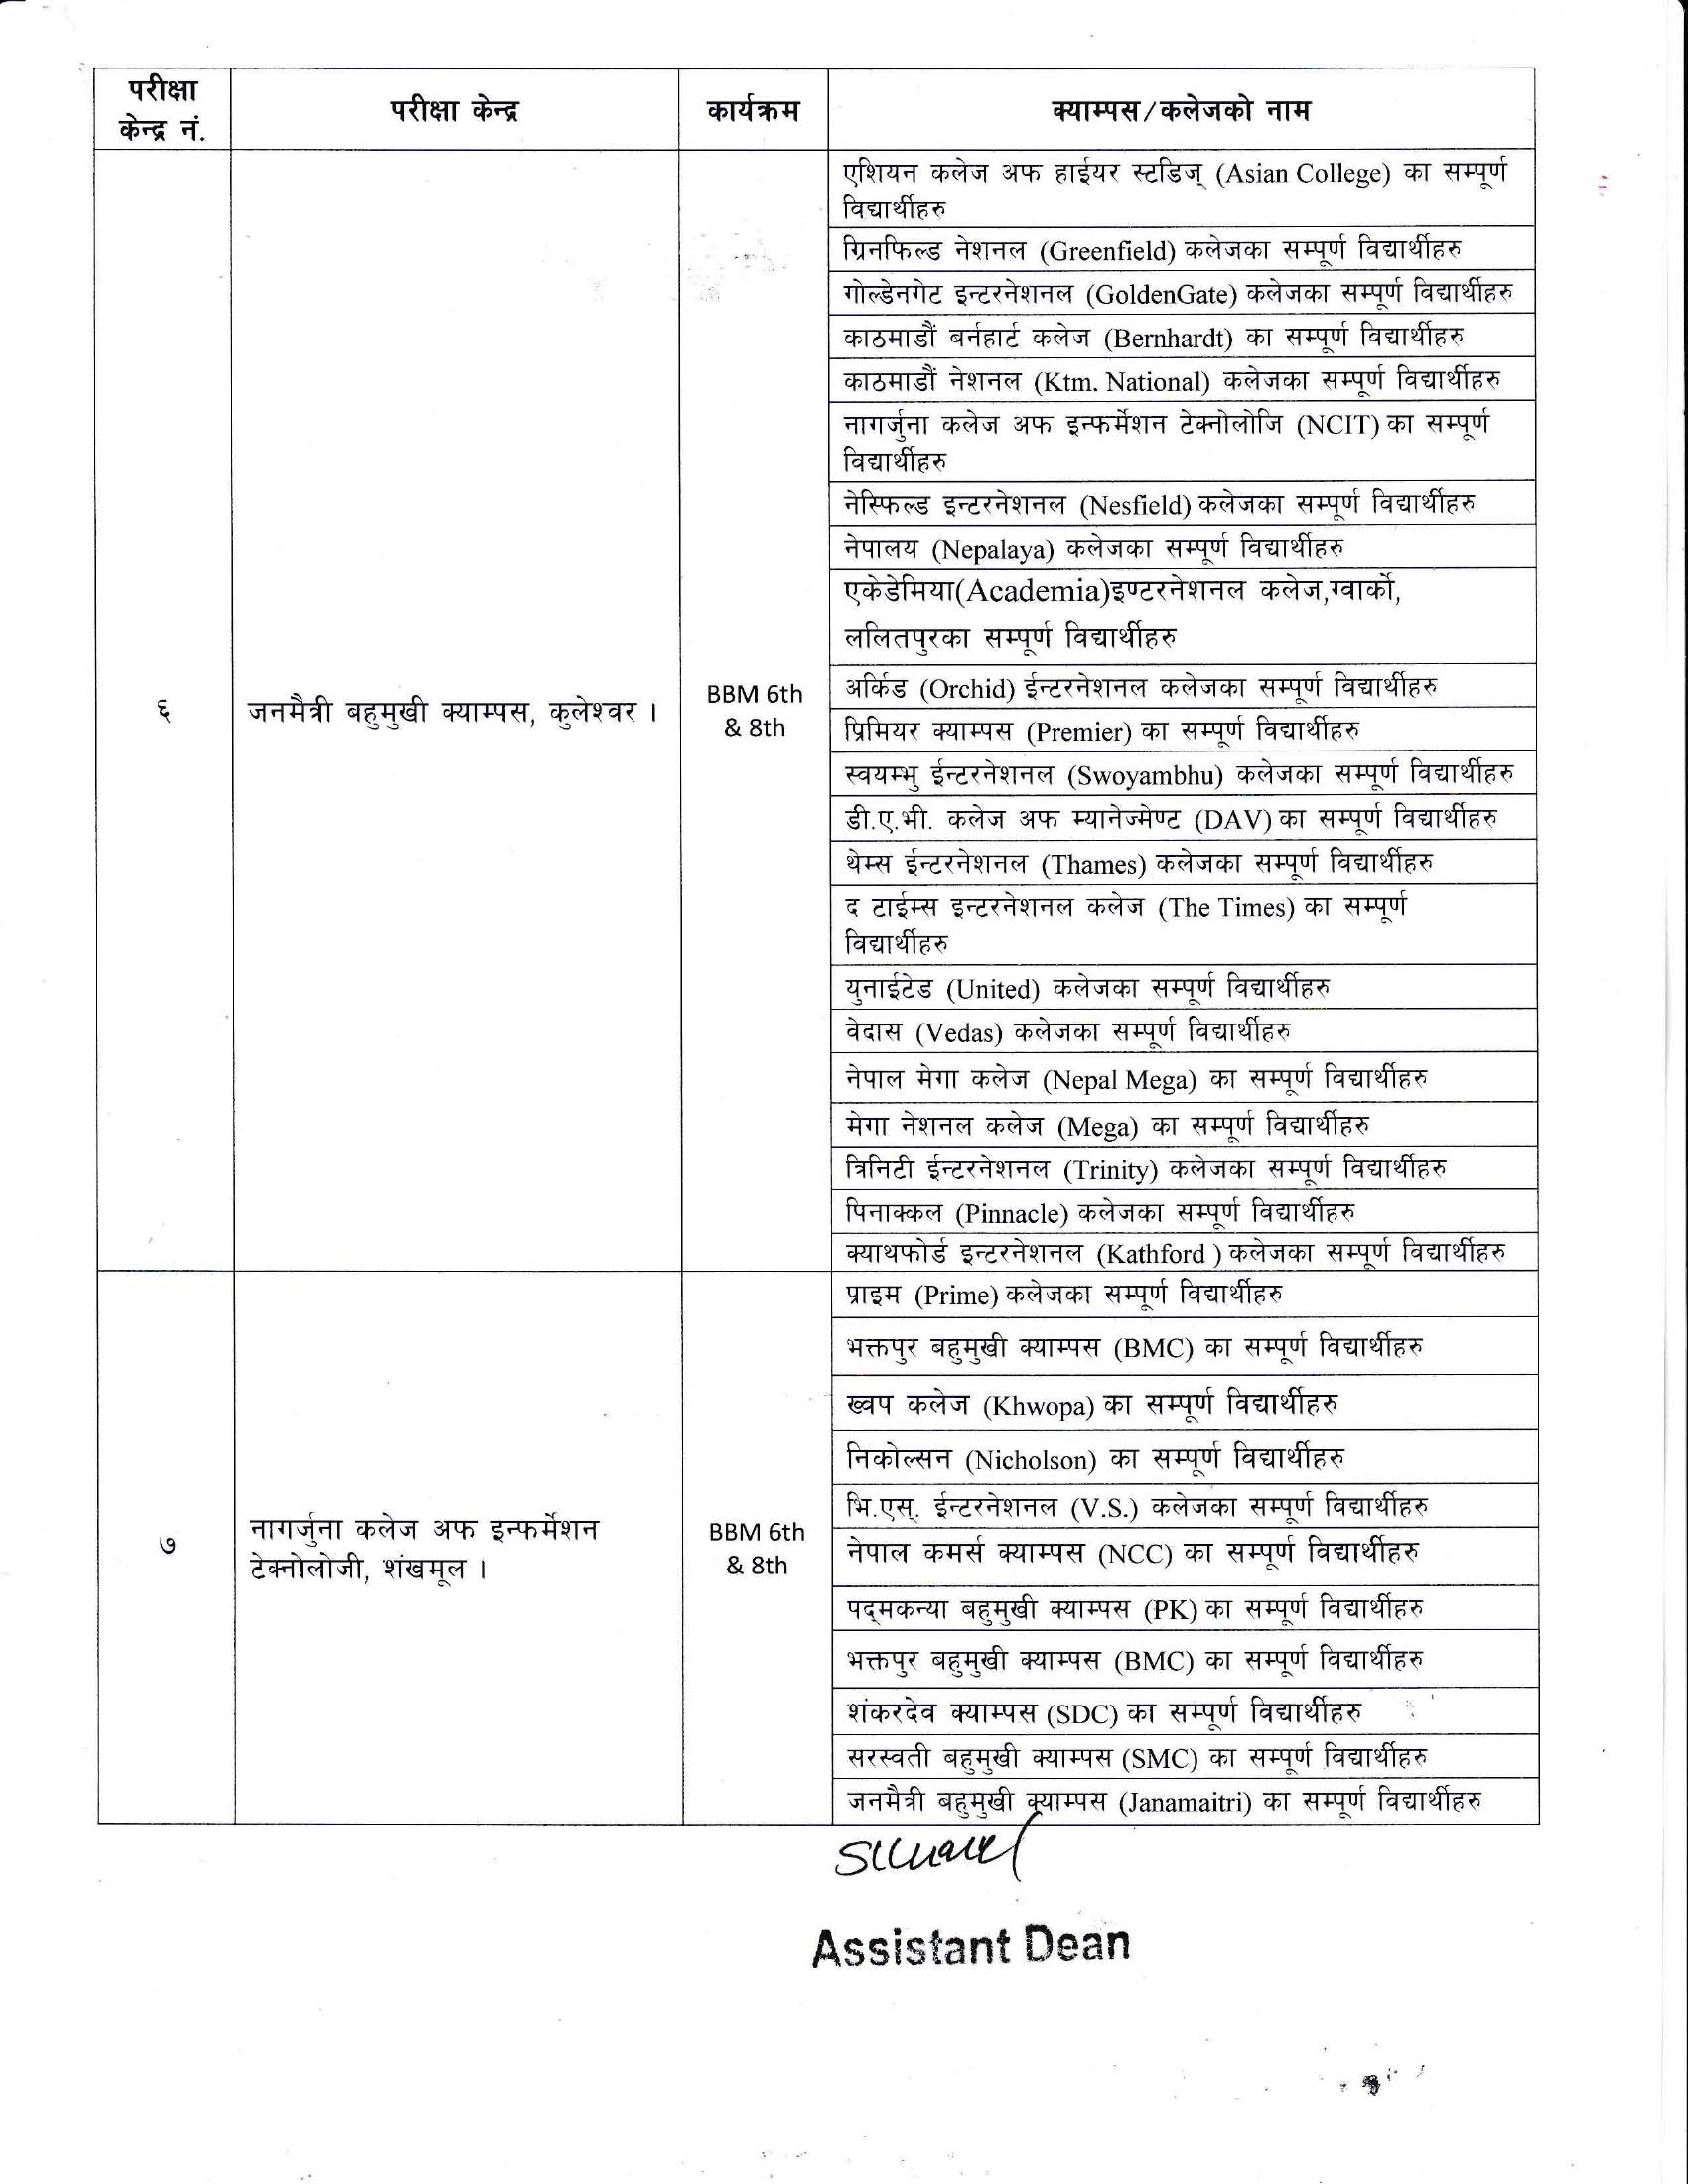 परीक्षा
केन्द्र नं.
परीक्षा केन्द्र
कार्यक्रम
क्याम्पस/कलेजको नाम
६
जनमैत्री बहुमुखी क्याम्पस, कुलेश्वर ।
BBM 6th
& 8th
एशियन कलेज अफ हाईयर स्टडिज् (Asian College) का सम्पूर्ण
विद्यार्थीहरु
ग्रिनफिल्ड नेशनल (Greenfield) कलेजका सम्पूर्ण विद्यार्थीहरु
गोल्डेनगेट इन्टरनेशनल (GoldenGate) कलेजका सम्पूर्ण विद्यार्थीहरु
काठमाडौं बर्नहार्ट कलेज (Bernhardt) का सम्पूर्ण विद्यार्थीहरु
काठमाडौं नेशनल (Ktm. National) कलेजका सम्पूर्ण विद्यार्थीहरु
नागर्जुना कलेज अफ इन्फर्मेशन टेक्नोलोजि (NCIT) का सम्पूर्ण
विद्यार्थीहरु
नेस्फिल्ड इन्टरनेशनल (Nesfield) कलेजका सम्पूर्ण विद्यार्थीहरु
नेपालय (Nepalaya) कलेजका सम्पूर्ण विद्यार्थीहरु
एकेडेमिया(Academia)इण्टरनेशनल कलेज,ग्वार्को,
ललितपुरका सम्पूर्ण विद्यार्थीहरु
अर्किड (Orchid) ईन्टरनेशनल कलेजका सम्पूर्ण विद्यार्थीहरु
प्रिमियर क्याम्पस (Premier) का सम्पूर्ण विद्यार्थीहरु
स्वयम्भु ईन्टरनेशनल (Swoyambhu) कलेजका सम्पूर्ण विद्यार्थीहरु
डी.ए.भी. कलेज अफ म्यानेज्मेण्ट (DAV) का सम्पूर्ण विद्यार्थीहरु
थेम्स ईन्टरनेशनल (Thames) कलेजका सम्पूर्ण विद्यार्थीहरु
द टाईम्स इन्टरनेशनल कलेज (The Times) का सम्पूर्ण
विद्यार्थीहरु
युनाईटेड (United) कलेजका सम्पूर्ण विद्यार्थीहरु
वेदास (Vedas) कलेजका सम्पूर्ण विद्यार्थीहरु
नेपाल मेगा कलेज (Nepal Mega) का सम्पूर्ण विद्यार्थीहरु
मेगा नेशनल कलेज (Mega) का सम्पूर्ण विद्यार्थीहरु
त्रिनिटी ईन्टरनेशनल (Trinity) कलेजका सम्पूर्ण विद्यार्थीहरु
पिनाक्कल (Pinnacle) कलेजका सम्पूर्ण विद्यार्थीहरु
क्याथफोर्ड इन्टरनेशनल (Kathford ) कलेजका सम्पूर्ण विद्यार्थीहरु
७
नागर्जुना कलेज अफ इन्फर्मेशन
टेक्नोलोजी, शंखमूल ।
BBM 6th
& 8th
प्राइम (Prime) कलेजका सम्पूर्ण विद्यार्थीहरु
भक्तपुर बहुमुखी क्याम्पस (BMC) का सम्पूर्ण विद्यार्थीहरु
ख्वप कलेज (Khwopa) का सम्पूर्ण विद्यार्थीहरु
निकोल्सन (Nicholson) का सम्पूर्ण विद्यार्थीहरु
भि.एस्. ईन्टरनेशनल (V.S.) कलेजका सम्पूर्ण विद्यार्थीहरु
नेपाल कमर्स क्याम्पस (NCC) का सम्पूर्ण विद्यार्थीहरु
पद्मकन्या बहुमुखी क्याम्पस (PK) का सम्पूर्ण विद्यार्थीहरु
भक्तपुर बहुमुखी क्याम्पस (BMC) का सम्पूर्ण विद्यार्थीहरु
शंकरदेव क्याम्पस (SDC) का सम्पूर्ण विद्यार्थीहरु
सरस्वती बहुमुखी क्याम्पस (SMC) का सम्पूर्ण विद्यार्थीहरु
जनमैत्री बहुमुखी क्याम्पस (Janamaitri) का सम्पूर्ण विद्यार्थीहरु
Assistant Dean